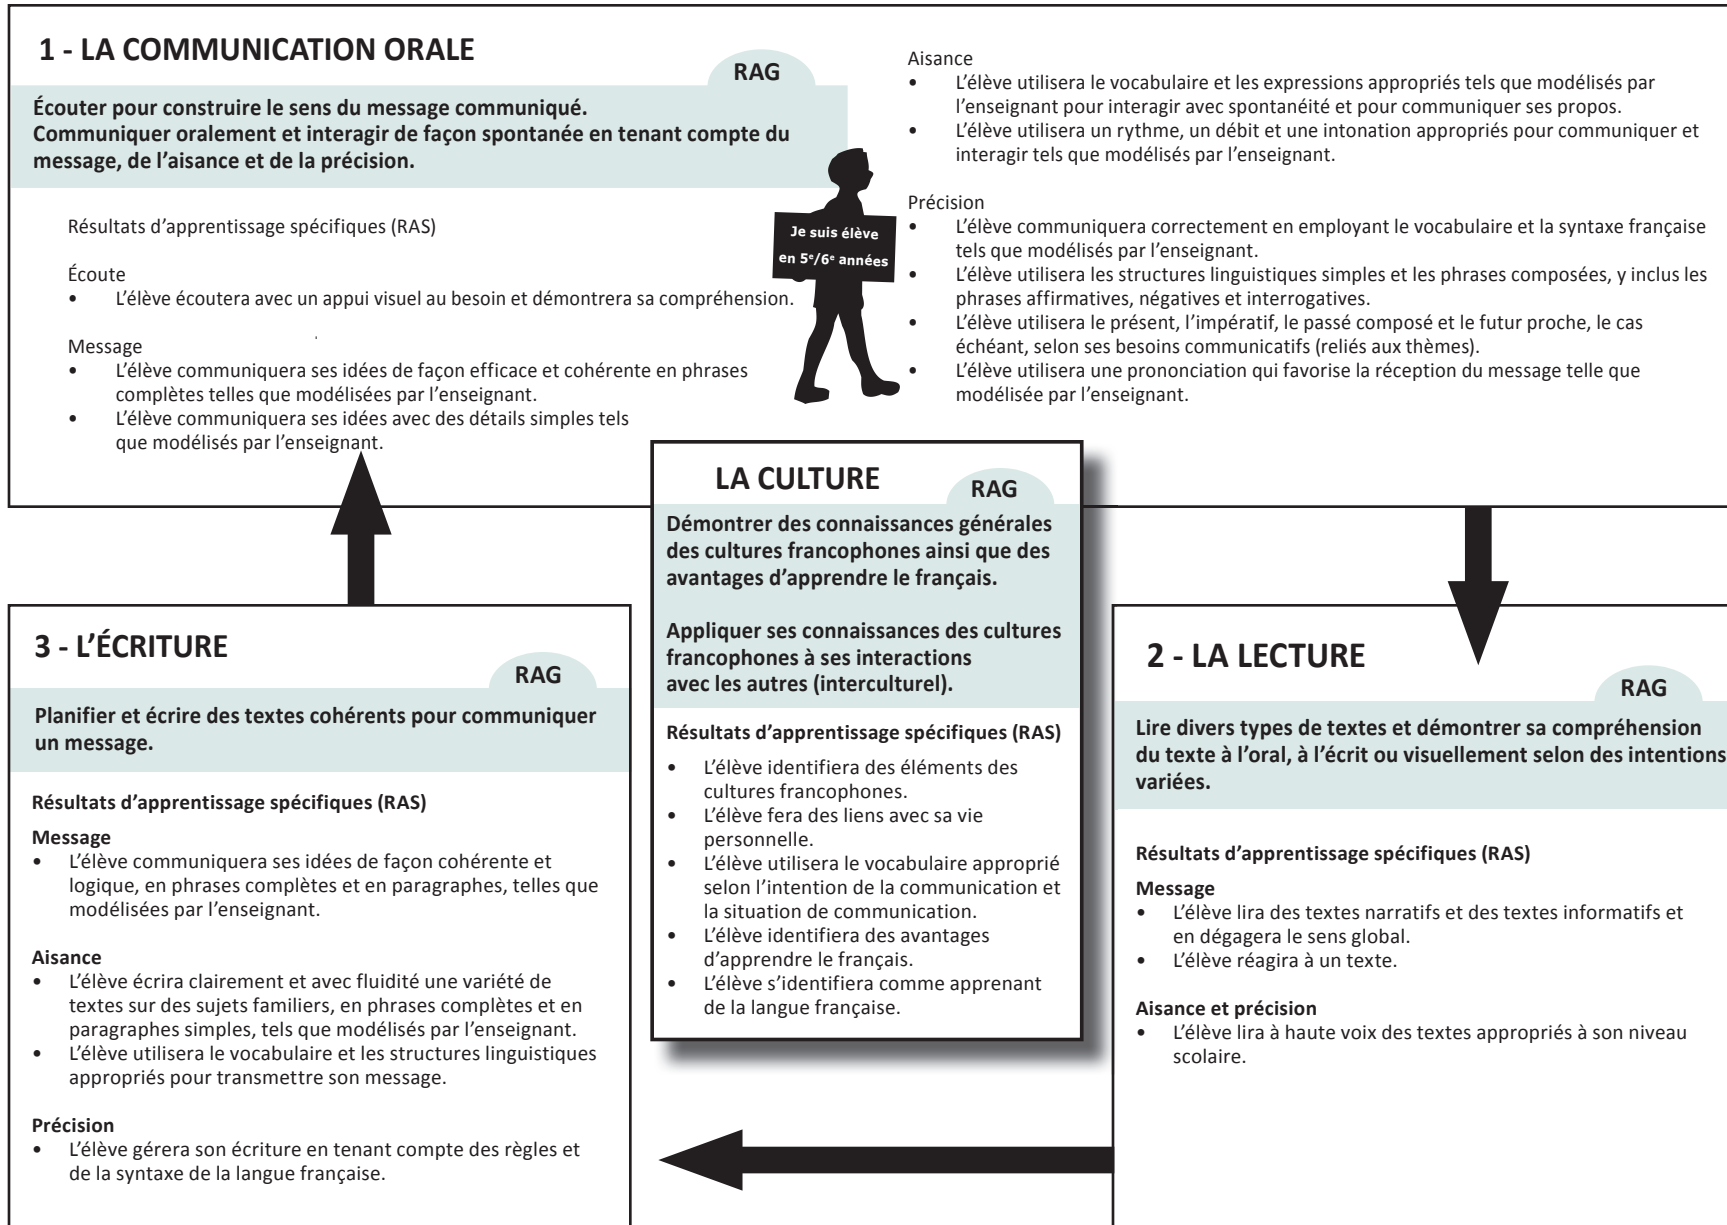 1 - LA COMMUNICATION ORALE
RAG
Écouter pour construire le sens du message communiqué.
Communiquer oralement et interagir de façon spontanée en tenant compte du
message, de l’aisance et de la précision.
Résultats d’apprentissage spécifiques (RAS)
Écoute
• L’élève écoutera avec un appui visuel au besoin et démontrera sa compréhension.
Message
• L’élève communiquera ses idées de façon efficace et cohérente en phrases
complètes telles que modélisées par l’enseignant.
• L’élève communiquera ses idées avec des détails simples tels
que modélisés par l’enseignant.
Je suis élève
en 5e/6e années
Aisance
• L’élève utilisera le vocabulaire et les expressions appropriés tels que modélisés par
l’enseignant pour interagir avec spontanéité et pour communiquer ses propos.
• L’élève utilisera un rythme, un débit et une intonation appropriés pour communiquer et
interagir tels que modélisés par l’enseignant.
Précision
• L’élève communiquera correctement en employant le vocabulaire et la syntaxe française
tels que modélisés par l’enseignant.
• L’élève utilisera les structures linguistiques simples et les phrases composées, y inclus les
phrases affirmatives, négatives et interrogatives.
• L’élève utilisera le présent, l’impératif, le passé composé et le futur proche, le cas
échéant, selon ses besoins communicatifs (reliés aux thèmes).
• L’élève utilisera une prononciation qui favorise la réception du message telle que
modélisée par l’enseignant.
LA CULTURE
RAG
Démontrer des connaissances générales
des cultures francophones ainsi que des
avantages d’apprendre le français.
Appliquer ses connaissances des cultures
francophones à ses interactions
avec les autres (interculturel).
Résultats d’apprentissage spécifiques (RAS)
• L’élève identifiera des éléments des
cultures francophones.
• L’élève fera des liens avec sa vie
personnelle.
• L’élève utilisera le vocabulaire approprié
selon l’intention de la communication et
la situation de communication.
• L’élève identifiera des avantages
d’apprendre le français.
• L’élève s’identifiera comme apprenant
de la langue française.
2 - LA LECTURE
RAG
Lire divers types de textes et démontrer sa compréhension
du texte à l’oral, à l’écrit ou visuellement selon des intentions
variées.
Résultats d’apprentissage spécifiques (RAS)
Message
• L’élève lira des textes narratifs et des textes informatifs et
en dégagera le sens global.
• L’élève réagira à un texte.
Aisance et précision
• L’élève lira à haute voix des textes appropriés à son niveau
scolaire.
3 - L’ÉCRITURE
RAG
Planifier et écrire des textes cohérents pour communiquer
un message.
Résultats d’apprentissage spécifiques (RAS)
Message
• L’élève communiquera ses idées de façon cohérente et
logique, en phrases complètes et en paragraphes, telles que
modélisées par l’enseignant.
Aisance
• L’élève écrira clairement et avec fluidité une variété de
textes sur des sujets familiers, en phrases complètes et en
paragraphes simples, tels que modélisés par l’enseignant.
• L’élève utilisera le vocabulaire et les structures linguistiques
appropriés pour transmettre son message.
Précision
• L’élève gérera son écriture en tenant compte des règles et
de la syntaxe de la langue française.